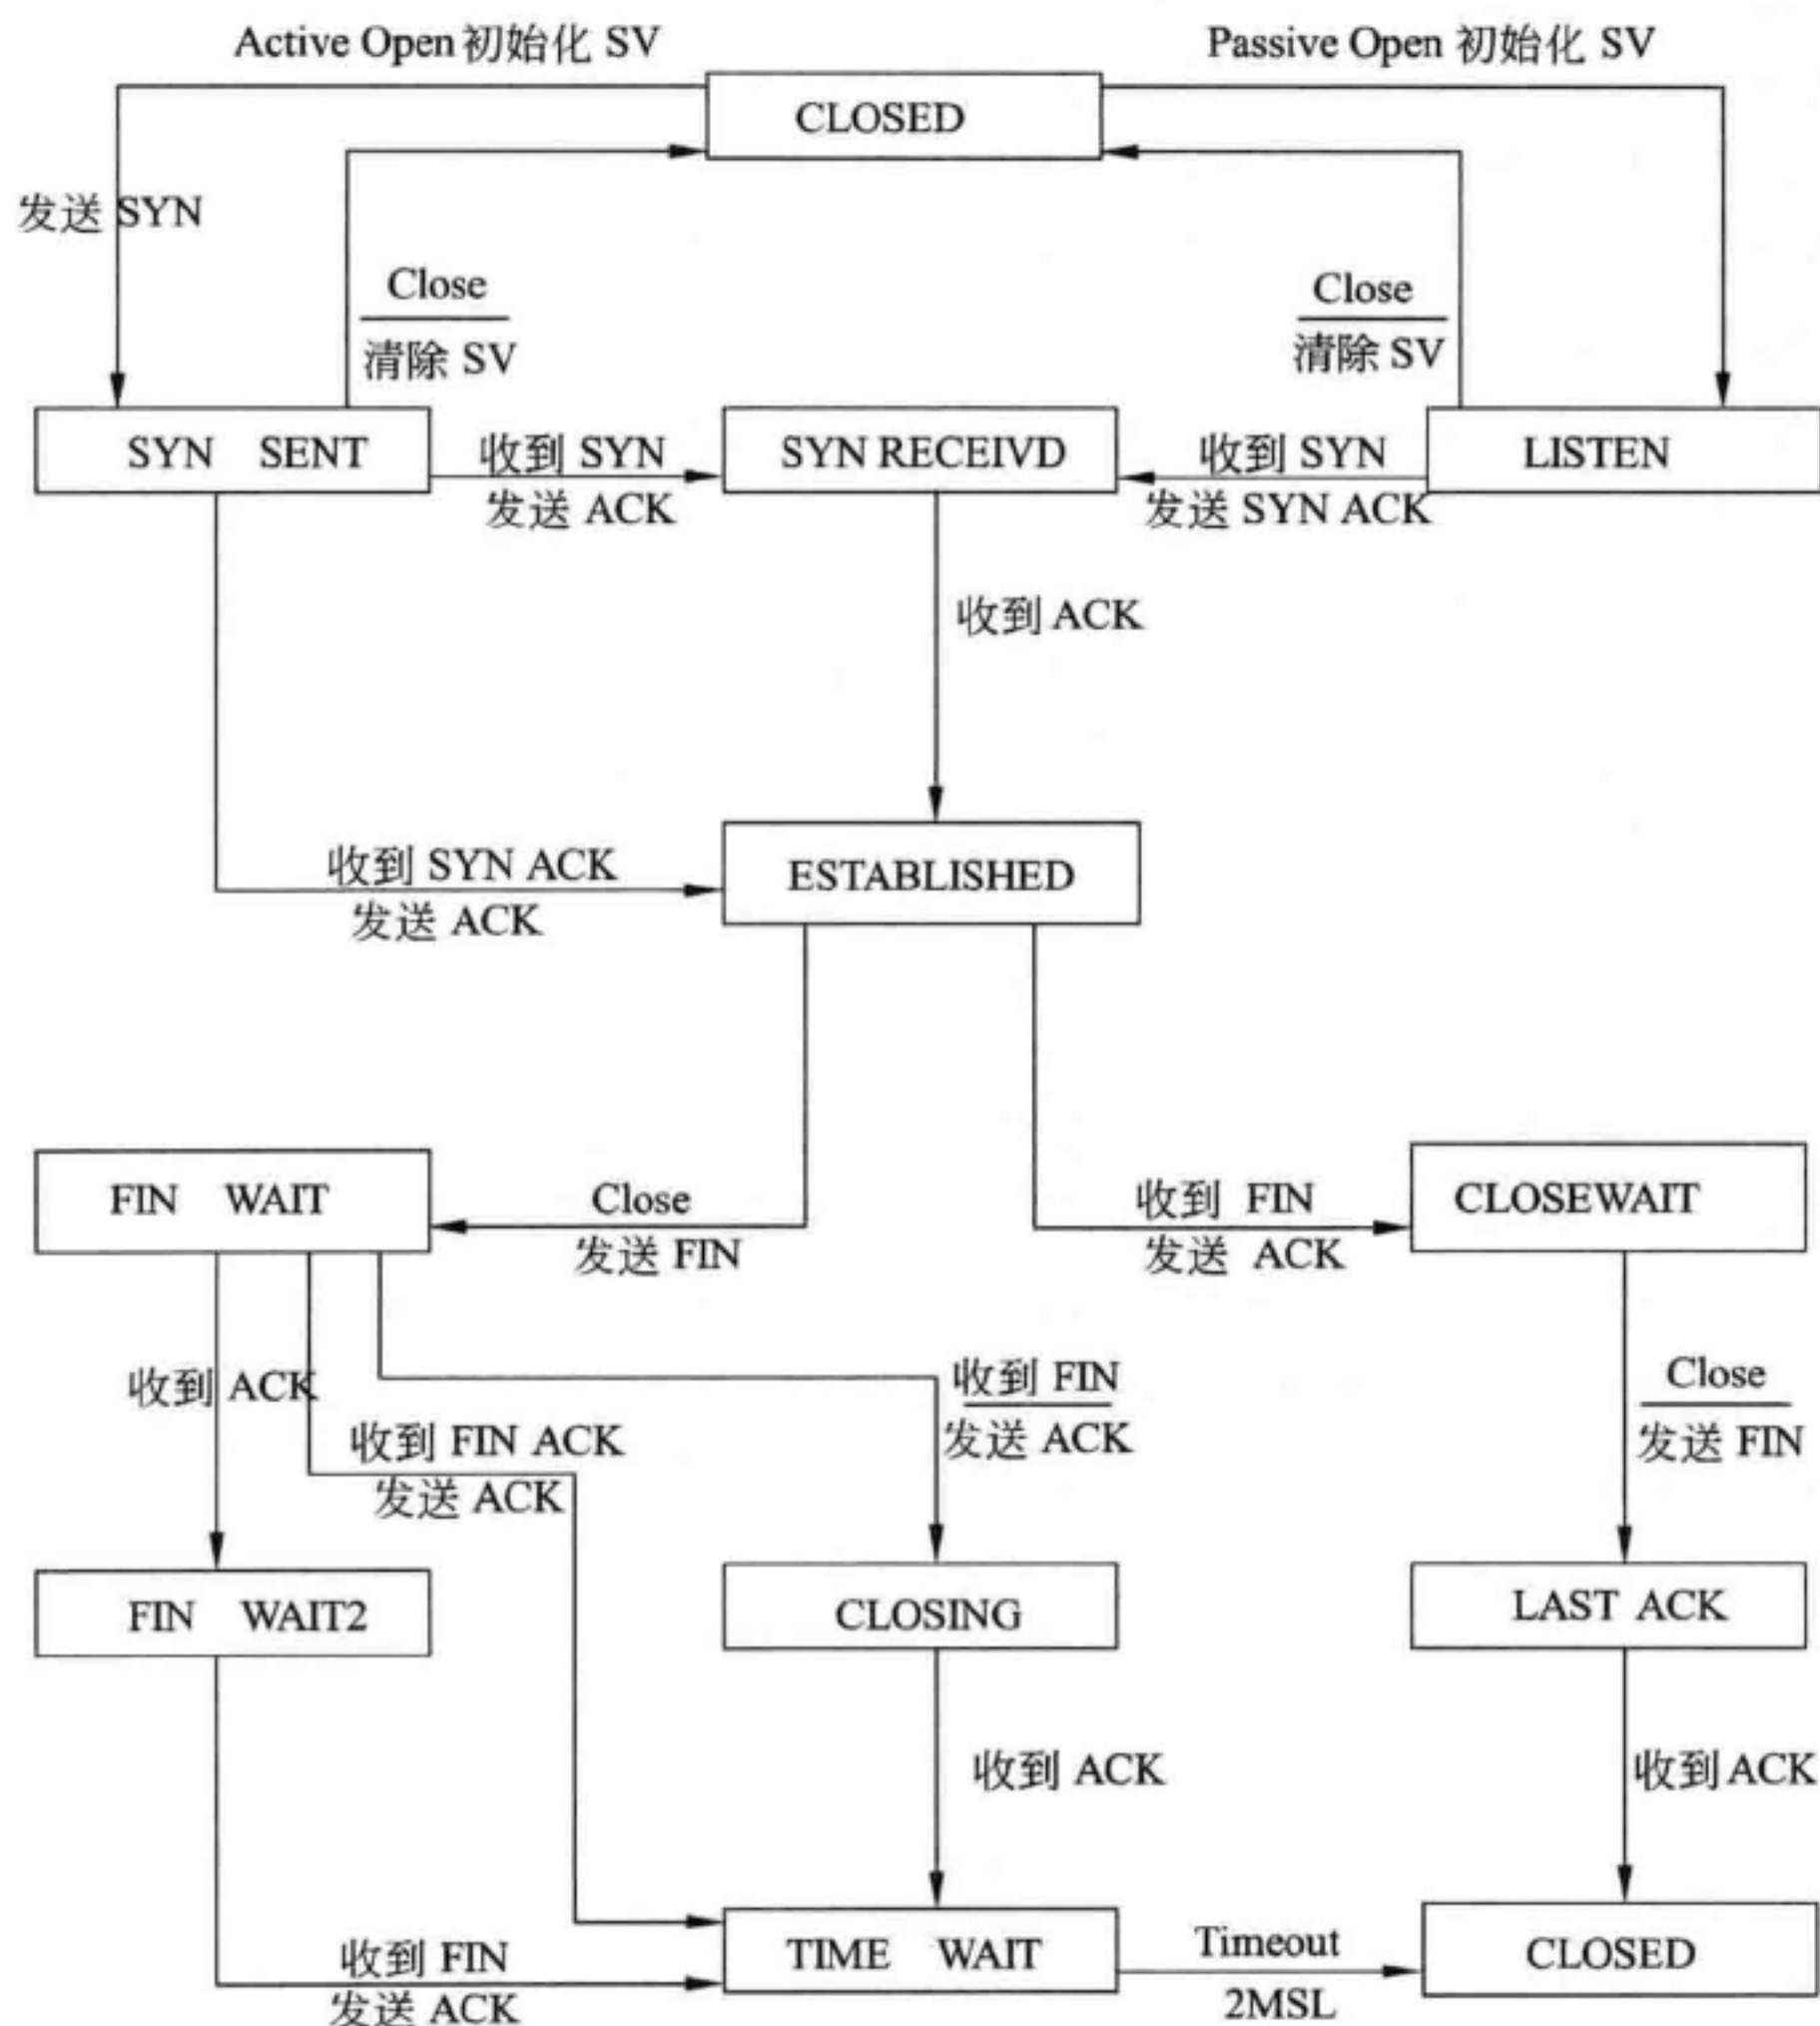 Active Open初始化 SV
Passive Open 初始化 SV
CLOSED
发送 SYN
Close
清除 SV
Close
清除 SV
SYN SENT
收到 SYN
发送 ACK
SYN RECEIVD
收到 SYN
发送 SYN ACK
LISTEN
收到 ACK
收到 SYN ACK
发送 ACK
ESTABLISHED
FIN WAIT
Close
发送 FIN
收到 FIN
发送 ACK
CLOSEWAIT
收到 ACK
收到 FIN ACK
发送 ACK
收到 FIN
发送 ACK
Close
发送 FIN
FIN WAIT2
CLOSING
LAST ACK
收到 ACK
收到 ACK
收到 FIN
发送 ACK
TIME WAIT
Timeout
2MSL
CLOSED